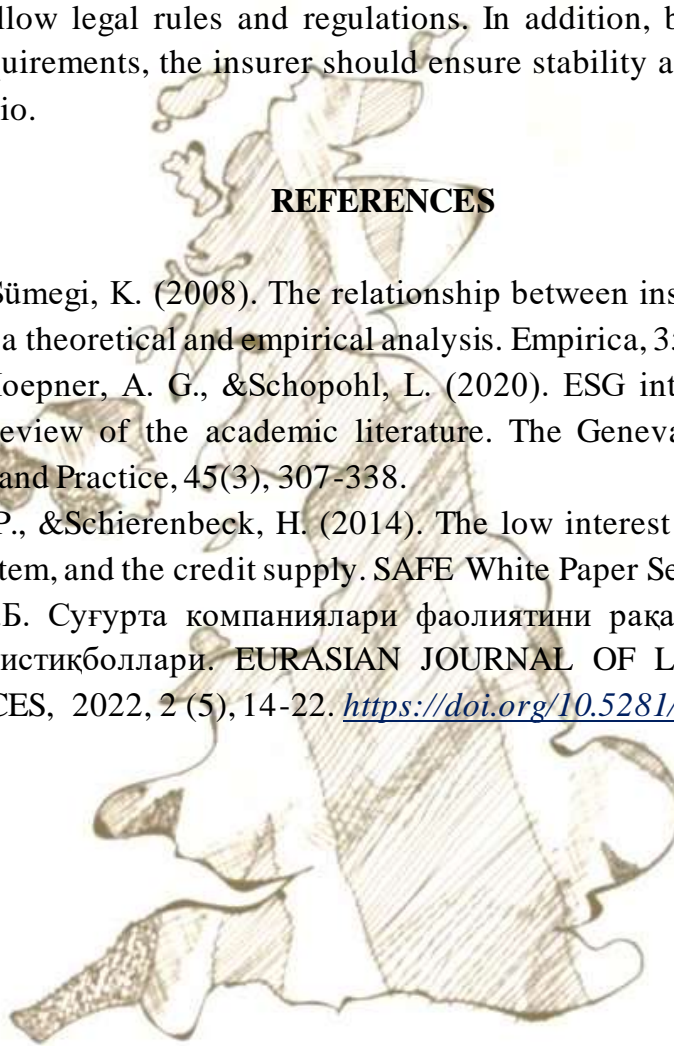 llow legal rules and regulations. In addition, b
quirements, the insurer should ensure stability a
io.
REFERENCES
Sümegi, K. (2008). The relationship between ins
a theoretical and empirical analysis. Empirica, 35
Hoepner, A. G., &Schopohl, L. (2020). ESG int
review of the academic literature. The Geneva
and Practice, 45(3), 307-338.
P., &Schierenbeck, H. (2014). The low interest
tem, and the credit supply. SAFE White Paper Se
.Б. Суғурта компаниялари фаолиятини рақа
истиқболлари. EURASIAN JOURNAL OF L
CES, 2022, 2 (5), 14-22. https://doi.org/10.5281/